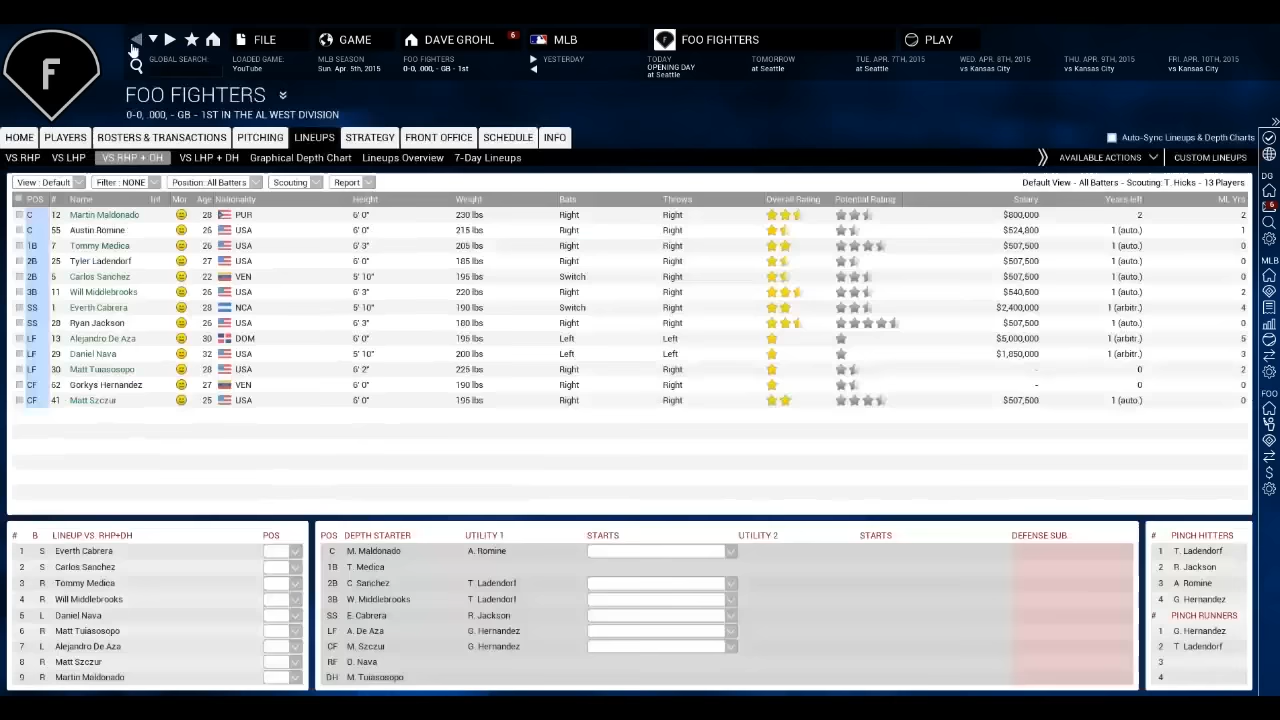 F
FILE GAME DAVE GROHL 6 MLB FOO FIGHTERS PLAY
GLOBAL SEARCH: LOADED GAME: YouTube MLB SEASON Sun. Apr. 5th, 2015 FOO FIGHTERS 0-0, .000, - GB - 1st YESTERDAY TODAY OPENING DAY at Seattle TOMORROW at Seattle TUE. APR. 7TH, 2015 at Seattle WED. APR. 8TH, 2015 vs Kansas City THU. APR. 9TH, 2015 vs Kansas City FRI. APR. 10TH, 2015 vs Kansas City
FOO FIGHTERS
0-0, .000, - GB - 1ST IN THE AL WEST DIVISION
HOME PLAYERS ROSTERS & TRANSACTIONS PITCHING LINEUPS STRATEGY FRONT OFFICE SCHEDULE INFO Auto-Sync Lineups & Depth Charts
VS RHP VS LHP VS RHP + DH VS LHP + DH Graphical Depth Chart Lineups Overview 7-Day Lineups AVAILABLE ACTIONS CUSTOM LINEUPS
View : Default Filter : NONE Position: All Batters Scouting Report Default View - All Batters - Scouting: T. Hicks - 13 Players
POS # Name Inf Mor Age Nationality Height Weight Bats Throws Overall Rating Potential Rating Salary Years-left ML Yrs
C 12 Martin Maldonado 28 PUR 6' 0" 230 lbs Right Right $800,000 2 2
C 55 Austin Romine 26 USA 6' 0" 215 lbs Right Right $524,800 1 (auto.) 1
1B 7 Tommy Medica 26 USA 6' 3" 205 lbs Right Right $507,500 1 (auto.) 0
2B 25 Tyler Ladendorf 27 USA 6' 0" 185 lbs Right Right $507,500 1 (auto.) 0
2B 5 Carlos Sanchez 22 VEN 5' 10" 195 lbs Switch Right $507,500 1 (auto.) 0
3B 11 Will Middlebrooks 26 USA 6' 3" 220 lbs Right Right $540,500 1 (auto.) 2
SS 1 Everth Cabrera 28 NCA 5' 10" 190 lbs Switch Right $2,400,000 1 (arbitr.) 4
SS 28 Ryan Jackson 26 USA 6' 3" 180 lbs Right Right $507,500 1 (auto.) 0
LF 13 Alejandro De Aza 30 DOM 6' 0" 195 lbs Left Left $5,000,000 1 (arbitr.) 5
LF 29 Daniel Nava 32 USA 5' 10" 200 lbs Left Left $1,850,000 1 (arbitr.) 3
LF 30 Matt Tuiasosopo 28 USA 6' 2" 225 lbs Right Right - 0 2
CF 62 Gorkys Hernandez 27 VEN 6' 0" 190 lbs Right Right - 0 0
CF 41 Matt Szczur 25 USA 6' 0" 195 lbs Right Right $507,500 1 (auto.) 0
# B LINEUP VS. RHP+DH POS
1 S Everth Cabrera
2 S Carlos Sanchez
3 R Tommy Medica
4 R Will Middlebrooks
5 L Daniel Nava
6 R Matt Tuiasosopo
7 L Alejandro De Aza
8 R Matt Szczur
9 R Martin Maldonado
POS DEPTH STARTER UTILITY 1 STARTS UTILITY 2 STARTS DEFENSE SUB
C M. Maldonado A. Romine
1B T. Medica
2B C. Sanchez T. Ladendorf
3B W. Middlebrooks T. Ladendorf
SS E. Cabrera R. Jackson
LF A. De Aza G. Hernandez
CF M. Szczur G. Hernandez
RF D. Nava
DH M. Tuiasosopo
# PINCH HITTERS
1 T. Ladendorf
2 R. Jackson
3 A. Romine
4 G. Hernandez
# PINCH RUNNERS
1 G. Hernandez
2 T. Ladendorf
3
4
DG
6
MLB
FOO